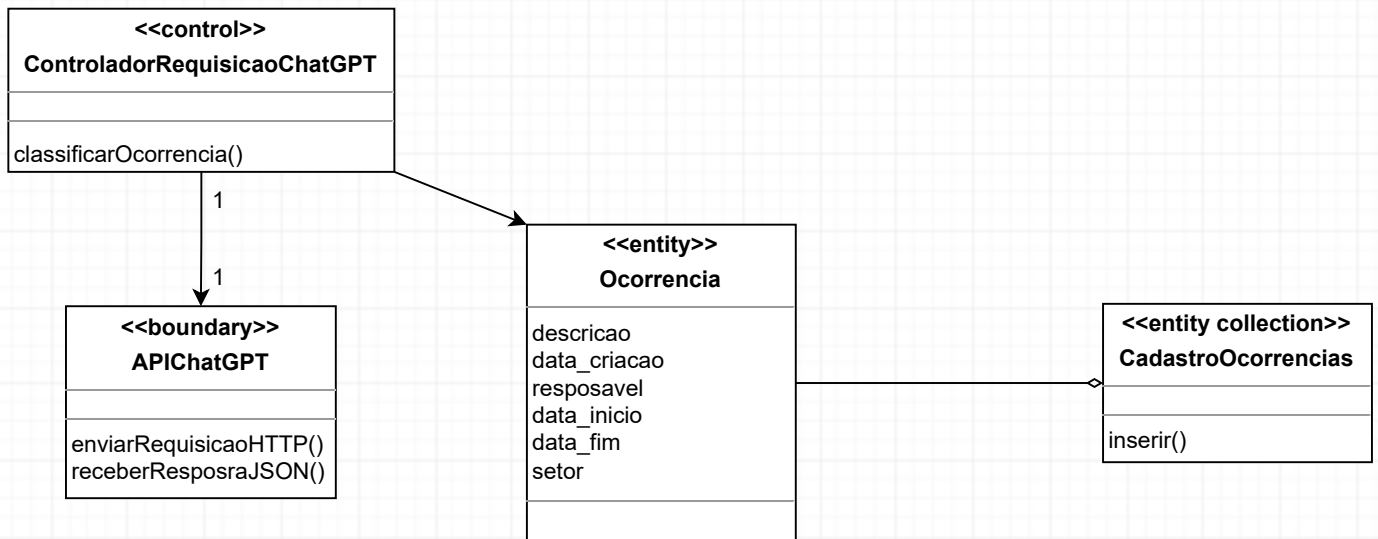 <<control>>
ControladorRequisicaoChatGPT
classificarOcorrencia()
1
1
<<boundary>>
APIChatGPT
enviarRequisicaoHTTP()
receberResposraJSON()
<<entity>>
Ocorrencia
descricao
data_criacao
resposavel
data_inicio
data_fim
setor
<<entity collection>>
CadastroOcorrencias
inserir()